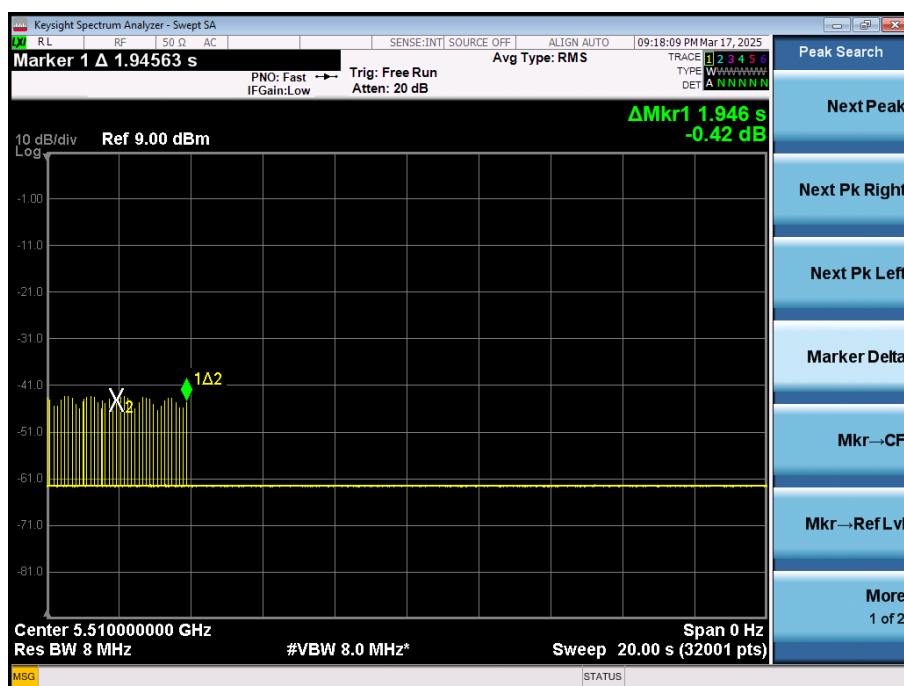 Keysight Spectrum Analyzer - Swept SA
LXI RL RF 50 Ω AC SENSE:INT SOURCE OFF ALIGN AUTO 09:18:09 PM Mar 17, 2025
Marker 1 Δ 1.94563 s
PNO: Fast
IFGain:Low
Trig: Free Run
Atten: 20 dB
Avg Type: RMS
TRACE 1 2 3 4 5 6
TYPE WWWWWW
DET A N N N N N
ΔMkr1 1.946 s
-0.42 dB
10 dB/div Ref 9.00 dBm
Log
-1.00
-11.0
-21.0
-31.0
-41.0
-51.0
-61.0
-71.0
-81.0
X2
1Δ2
Center 5.510000000 GHz Span 0 Hz
Res BW 8 MHz #VBW 8.0 MHz* Sweep 20.00 s (32001 pts)
MSG STATUS
Peak Search
Next Peak
Next Pk Right
Next Pk Left
Marker Delta
Mkr→CF
Mkr→Ref Lvl
More
1 of 2